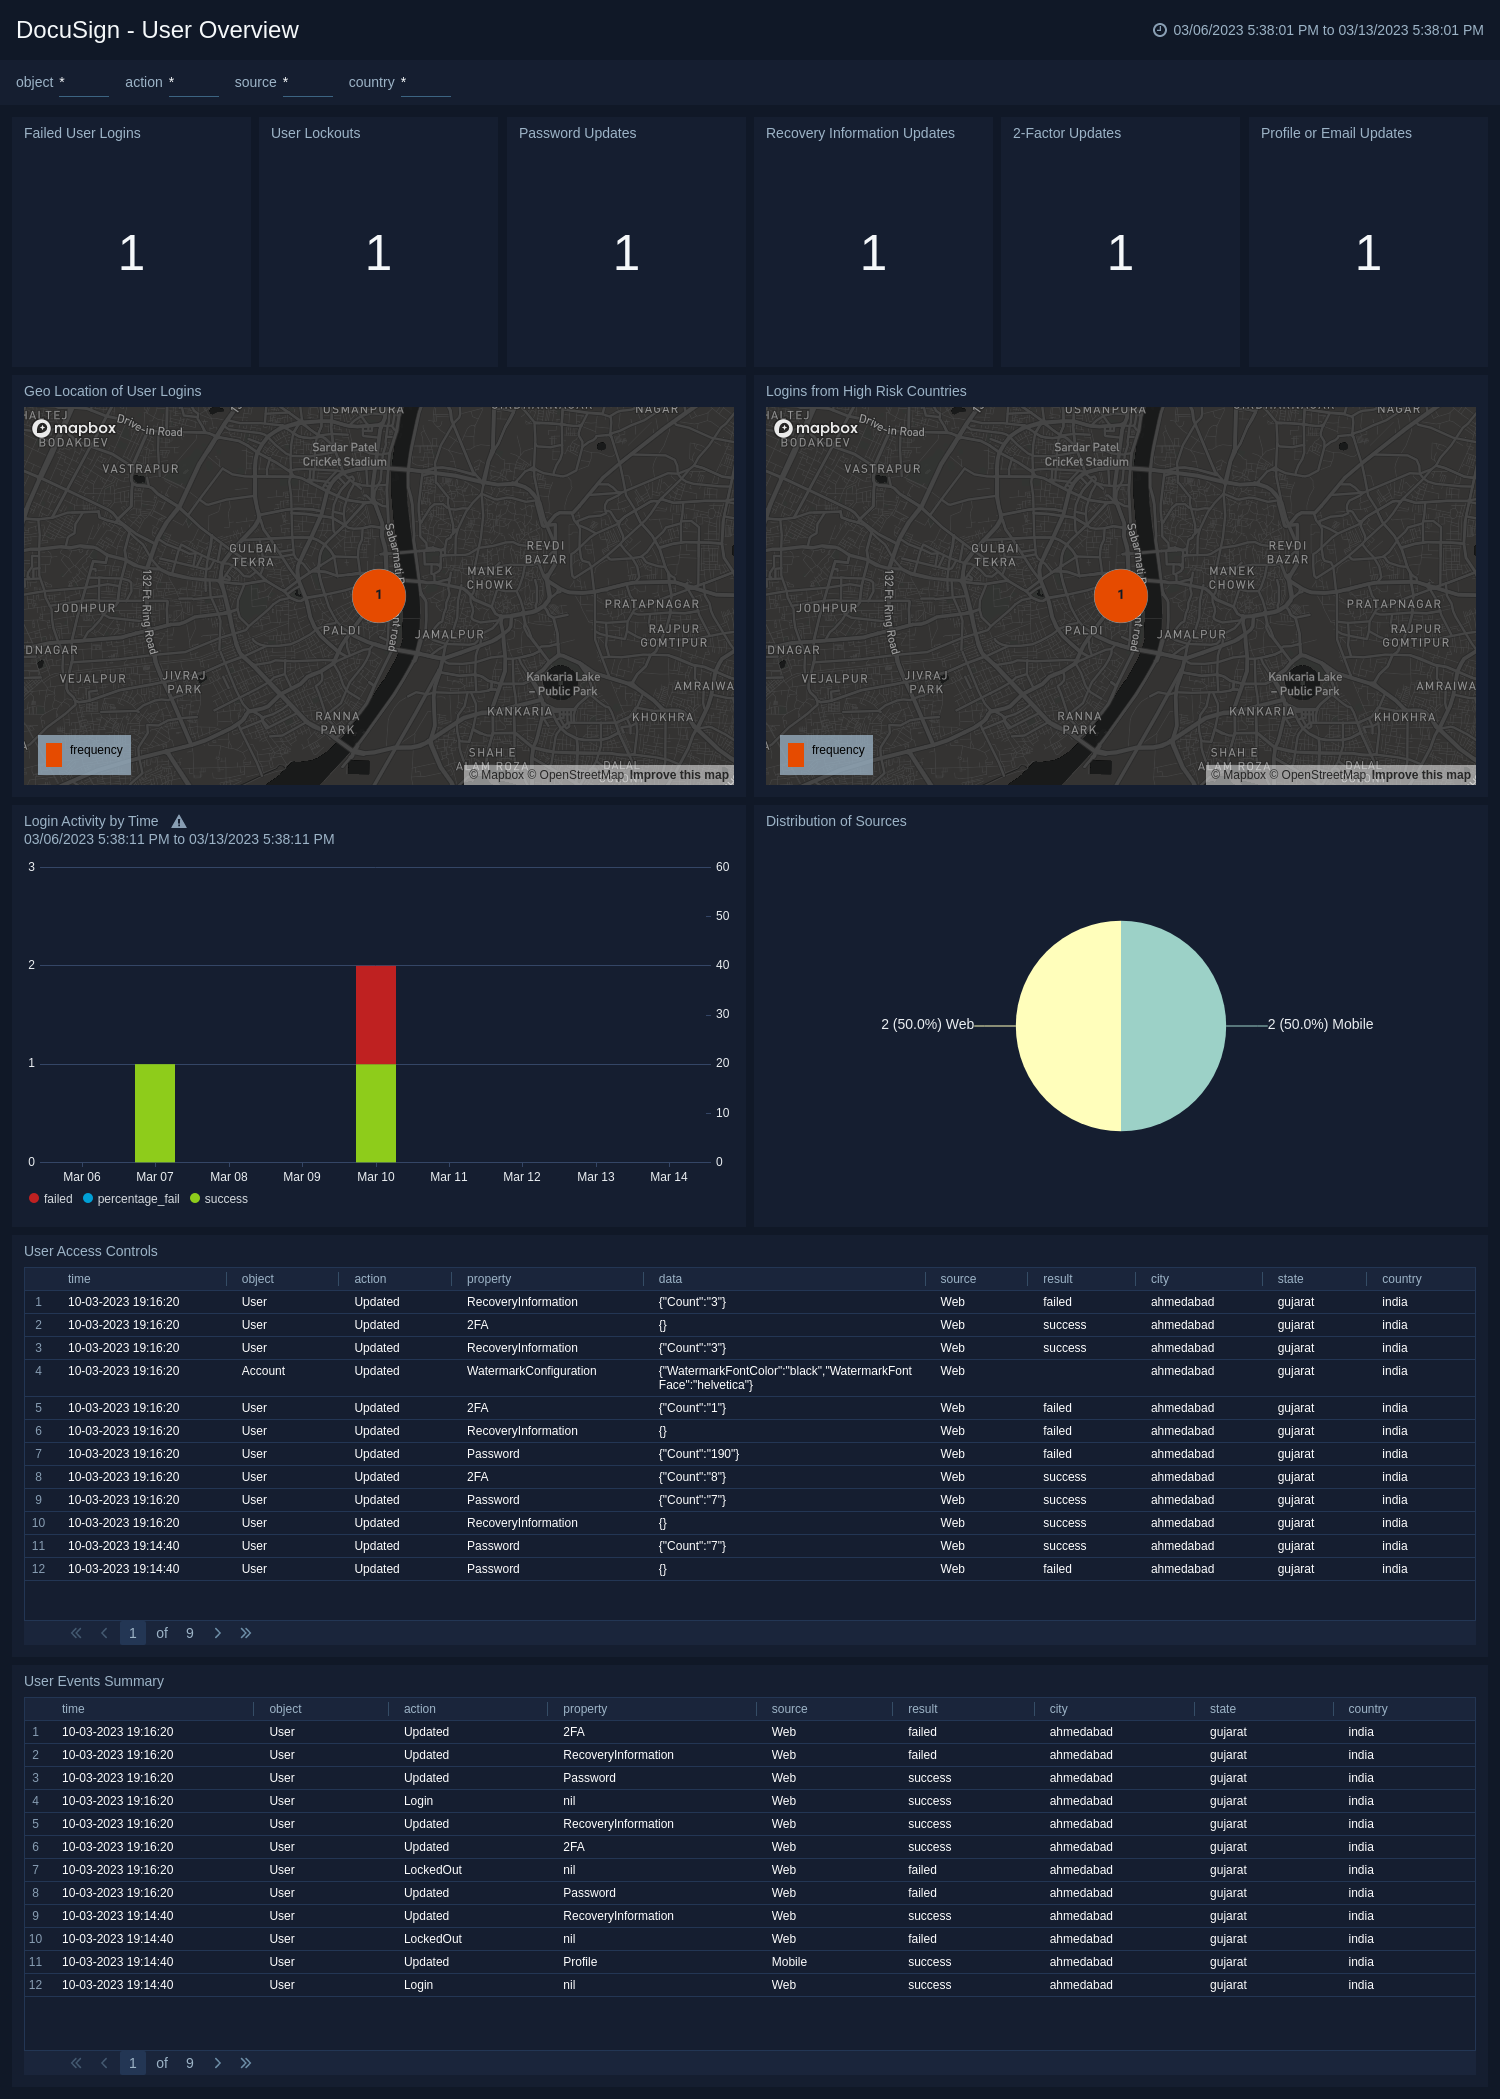 DocuSign - User Overview
03/06/2023 5:38:01 PM to 03/13/2023 5:38:01 PM
object * action * source * country *
Failed User Logins
1
User Lockouts
1
Password Updates
1
Recovery Information Updates
1
2-Factor Updates
1
Profile or Email Updates
1
Geo Location of User Logins
USMANPURA
NAGAR
Drive-in Road
mapbox
BODAKDEV
Sardar Patel
CricKet Stadium
VASTRAPUR
GULBAI
TEKRA
REVDI
BAZAR
MANEK
CHOWK
132 Ft. Ring Road
JODHPUR
1
PRATAPNAGAR
PALDI
JAMALPUR
RAJPUR
GOMTIPUR
DNAGAR
VEJALPUR
JIVRAJ
PARK
Kankaria Lake
– Public Park
AMRAIWA
RANNA
PARK
KANKARIA
KHOKHRA
frequency
SHAH E
ALAM ROZA
© Mapbox © OpenStreetMap Improve this map
Logins from High Risk Countries
USMANPURA
NAGAR
Drive-in Road
mapbox
BODAKDEV
Sardar Patel
CricKet Stadium
VASTRAPUR
GULBAI
TEKRA
REVDI
BAZAR
MANEK
CHOWK
132 Ft. Ring Road
JODHPUR
1
PRATAPNAGAR
PALDI
JAMALPUR
RAJPUR
GOMTIPUR
DNAGAR
VEJALPUR
JIVRAJ
PARK
Kankaria Lake
– Public Park
AMRAIWA
RANNA
PARK
KANKARIA
KHOKHRA
frequency
SHAH E
ALAM ROZA
© Mapbox © OpenStreetMap Improve this map
Login Activity by Time
03/06/2023 5:38:11 PM to 03/13/2023 5:38:11 PM
3 60
50
2 40
30
1 20
10
0 0
Mar 06 Mar 07 Mar 08 Mar 09 Mar 10 Mar 11 Mar 12 Mar 13 Mar 14
failed percentage_fail success
Distribution of Sources
2 (50.0%) Web 2 (50.0%) Mobile
User Access Controls
time object action property data source result city state country
1 10-03-2023 19:16:20 User Updated RecoveryInformation {"Count":"3"} Web failed ahmedabad gujarat india
2 10-03-2023 19:16:20 User Updated 2FA {} Web success ahmedabad gujarat india
3 10-03-2023 19:16:20 User Updated RecoveryInformation {"Count":"3"} Web success ahmedabad gujarat india
4 10-03-2023 19:16:20 Account Updated WatermarkConfiguration {"WatermarkFontColor":"black","WatermarkFont Web ahmedabad gujarat india
Face":"helvetica"}
5 10-03-2023 19:16:20 User Updated 2FA {"Count":"1"} Web failed ahmedabad gujarat india
6 10-03-2023 19:16:20 User Updated RecoveryInformation {} Web failed ahmedabad gujarat india
7 10-03-2023 19:16:20 User Updated Password {"Count":"190"} Web failed ahmedabad gujarat india
8 10-03-2023 19:16:20 User Updated 2FA {"Count":"8"} Web success ahmedabad gujarat india
9 10-03-2023 19:16:20 User Updated Password {"Count":"7"} Web success ahmedabad gujarat india
10 10-03-2023 19:16:20 User Updated RecoveryInformation {} Web success ahmedabad gujarat india
11 10-03-2023 19:14:40 User Updated Password {"Count":"7"} Web success ahmedabad gujarat india
12 10-03-2023 19:14:40 User Updated Password {} Web failed ahmedabad gujarat india
1 of 9
User Events Summary
time object action property source result city state country
1 10-03-2023 19:16:20 User Updated 2FA Web failed ahmedabad gujarat india
2 10-03-2023 19:16:20 User Updated RecoveryInformation Web failed ahmedabad gujarat india
3 10-03-2023 19:16:20 User Updated Password Web success ahmedabad gujarat india
4 10-03-2023 19:16:20 User Login nil Web success ahmedabad gujarat india
5 10-03-2023 19:16:20 User Updated RecoveryInformation Web success ahmedabad gujarat india
6 10-03-2023 19:16:20 User Updated 2FA Web success ahmedabad gujarat india
7 10-03-2023 19:16:20 User LockedOut nil Web failed ahmedabad gujarat india
8 10-03-2023 19:16:20 User Updated Password Web failed ahmedabad gujarat india
9 10-03-2023 19:14:40 User Updated RecoveryInformation Web success ahmedabad gujarat india
10 10-03-2023 19:14:40 User LockedOut nil Web failed ahmedabad gujarat india
11 10-03-2023 19:14:40 User Updated Profile Mobile success ahmedabad gujarat india
12 10-03-2023 19:14:40 User Login nil Web success ahmedabad gujarat india
1 of 9